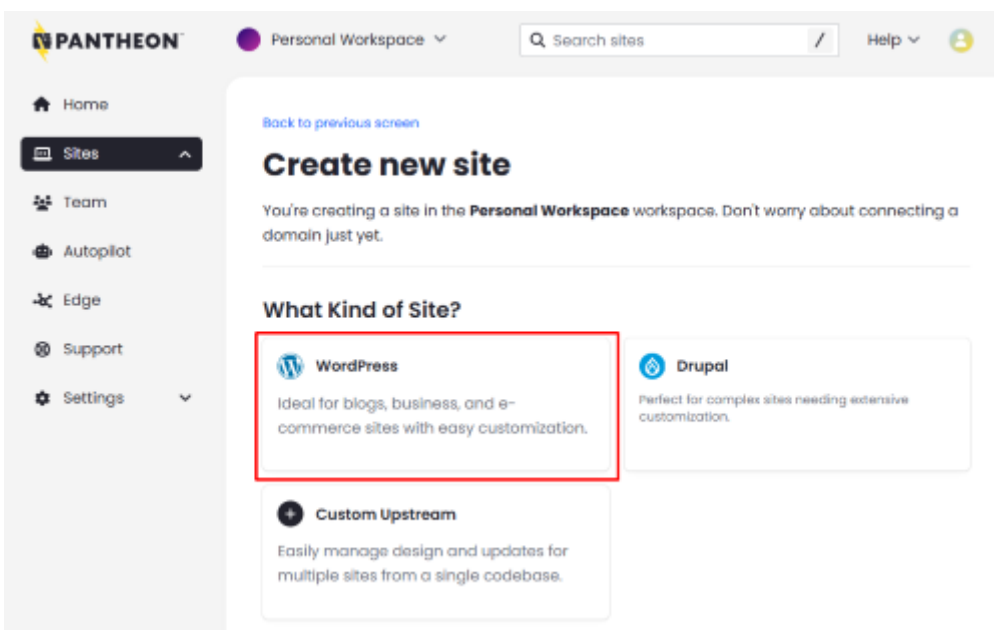 PANTHEON
Personal Workspace
Search sites
/
Help
Home
Sites
Team
Autopilot
Edge
Support
Settings
Back to previous screen
Create new site
You're creating a site in the Personal Workspace workspace. Don't worry about connecting a
domain just yet.
What Kind of Site?
WordPress
Ideal for blogs, business, and e-
commerce sites with easy customization.
Drupal
Perfect for complex sites needing extensive
customization.
Custom Upstream
Easily manage design and updates for
multiple sites from a single codebase.